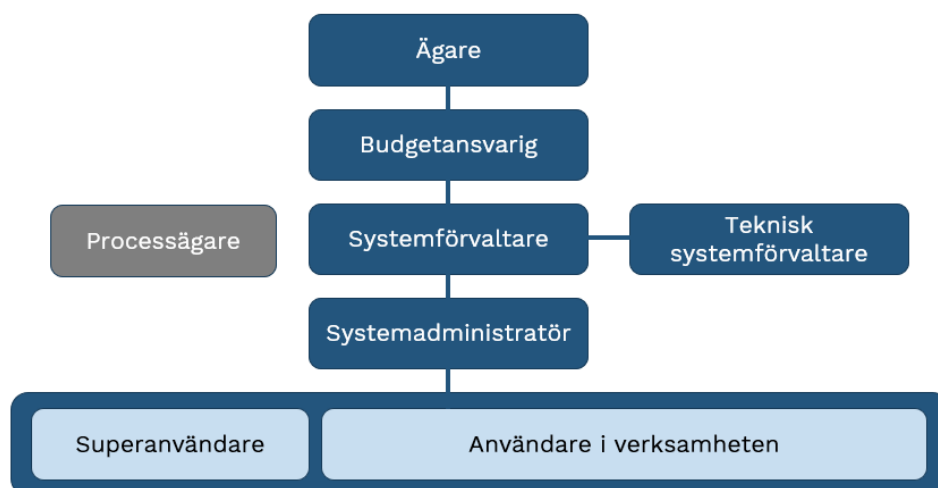 Ägare
Budgetansvarig
Processägare
Systemförvaltare
Teknisk
systemförvaltare
Systemadministratör
Superanvändare
Användare i verksamheten